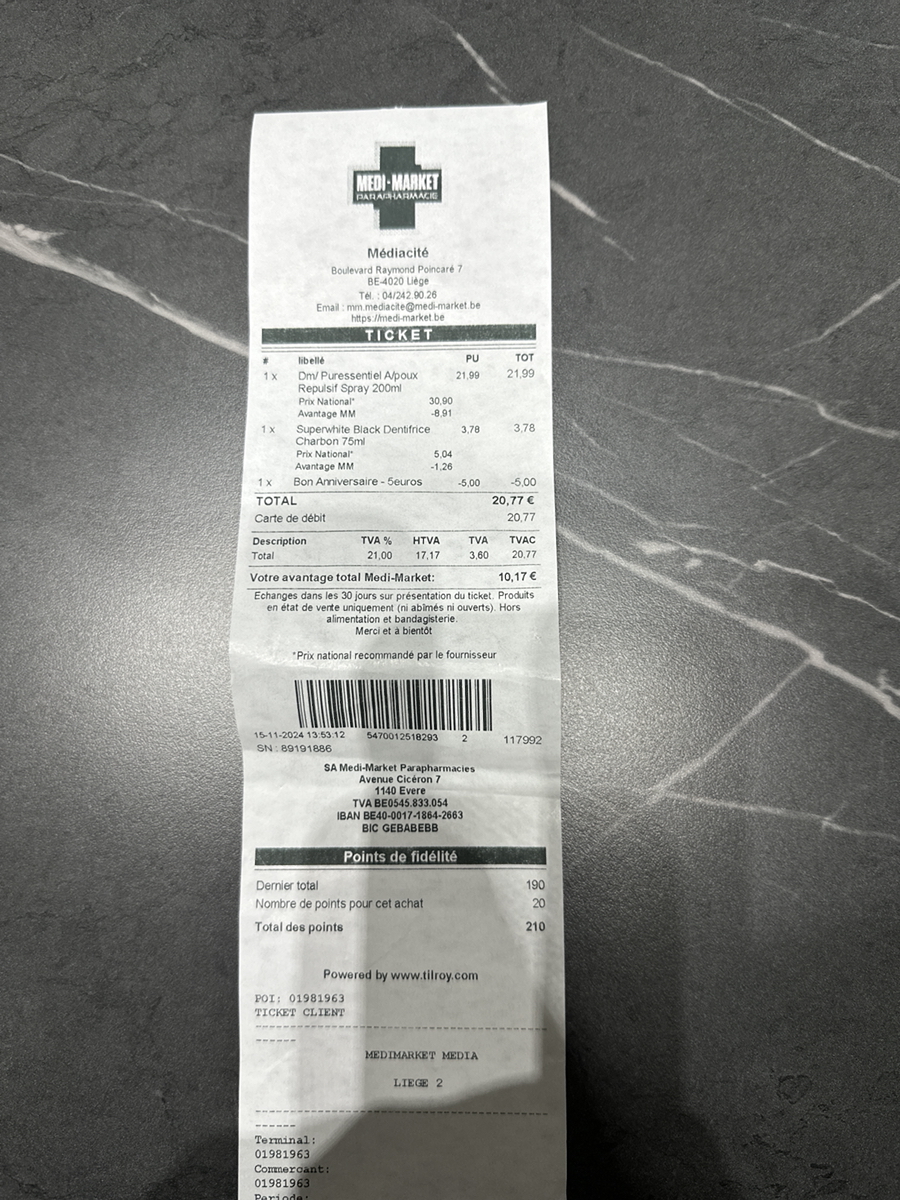 MEDI-MARKET
PARAPHARMACIE
Médiacité
Boulevard Raymond Poincaré 7
BE-4020 Liège
Tél. : 04/242.90.26
Email : mm.mediacite@medi-market.be
https://medi-market.be
TICKET
# libellé PU TOT
1 x Dm/ Puressentiel A/poux 21,99 21,99
Repulsif Spray 200ml
Prix National* 30,90
Avantage MM -8,91
1 x Superwhite Black Dentifrice 3,78 3,78
Charbon 75ml
Prix National* 5,04
Avantage MM -1,26
1 x Bon Anniversaire - 5euros -5,00 -5,00
TOTAL 20,77 €
Carte de débit 20,77
Description TVA % HTVA TVA TVAC
Total 21,00 17,17 3,60 20,77
Votre avantage total Medi-Market: 10,17 €
Echanges dans les 30 jours sur présentation du ticket. Produits
en état de vente uniquement (ni abîmés ni ouverts). Hors
alimentation et bandagisterie.
Merci et à bientôt
*Prix national recommandé par le fournisseur
15-11-2024 13:53:12 5470012518293 2 117992
SN : 89191886
SA Medi-Market Parapharmacies
Avenue Cicéron 7
1140 Evere
TVA BE0545.833.054
IBAN BE40-0017-1864-2663
BIC GEBABEBB
Points de fidélité
Dernier total 190
Nombre de points pour cet achat 20
Total des points 210
Powered by www.tilroy.com
POI: 01981963
TICKET CLIENT
MEDIMARKET MEDIA
LIEGE 2
Terminal:
01981963
Commercant:
01981963
Periode: